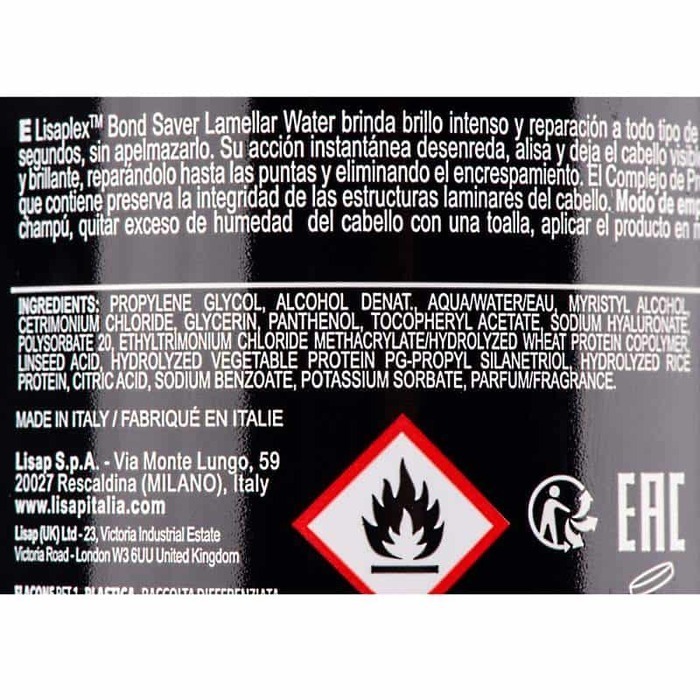 E Lisaplex™ Bond Saver Lamellar Water brinda brillo intenso y reparación a todo tipo de
segundos, sin apelmazarlo. Su acción instantánea desenreda, alisa y deja el cabello
y brillante, reparándolo hasta las puntas y eliminando el encrespamiento. El Complejo de
que contiene preserva la integridad de las estructuras laminares del cabello. Modo de
champú, quitar exceso de humedad del cabello con una toalla, aplicar el producto en
INGREDIENTS: PROPYLENE GLYCOL, ALCOHOL DENAT., AQUA/WATER/EAU, MYRISTYL ALCOHOL,
CETRIMONIUM CHLORIDE, GLYCERIN, PANTHENOL, TOCOPHERYL ACETATE, SODIUM HYALURONATE,
POLYSORBATE 20, ETHYLTRIMONIUM CHLORIDE METHACRYLATE/HYDROLYZED WHEAT PROTEIN COPOLYMER,
LINSEED ACID, HYDROLYZED VEGETABLE PROTEIN PG-PROPYL SILANETRIOL, HYDROLYZED RICE
PROTEIN, CITRIC ACID, SODIUM BENZOATE, POTASSIUM SORBATE, PARFUM/FRAGRANCE.
MADE IN ITALY / FABRIQUÉ EN ITALIE
Lisap S.p.A. - Via Monte Lungo, 59
20027 Rescaldina (MILANO), Italy
www.lisapitalia.com
Lisap (UK) Ltd - 23, Victoria Industrial Estate
Victoria Road - London W3 6UU United Kingdom
EAC
FLACONE PET 1. PLASTICA. RACCOLTA DIFFERENZIATA